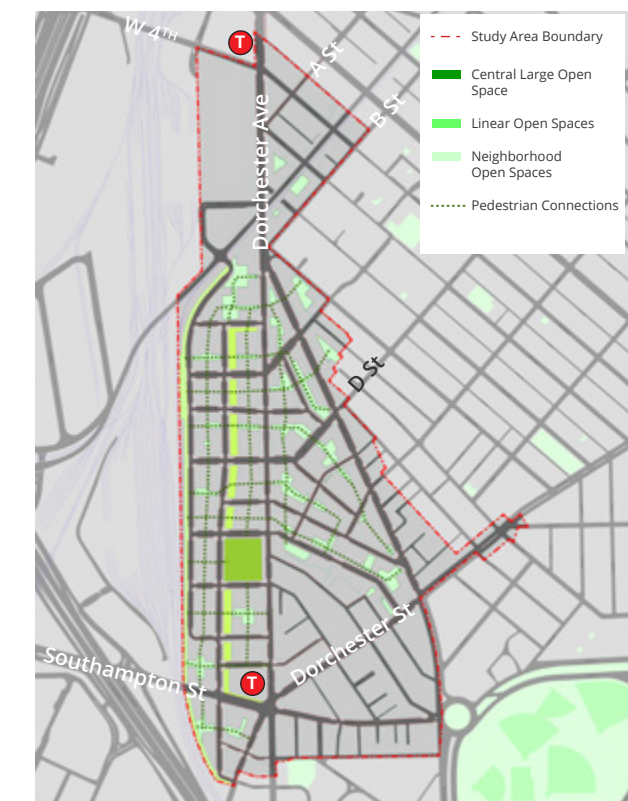 W 4TH
T
A St
B St
Dorchester Ave
Study Area Boundary
Central Large Open
Space
Linear Open Spaces
Neighborhood
Open Spaces
Pedestrian Connections
D St
Dorchester St
Southampton St
T